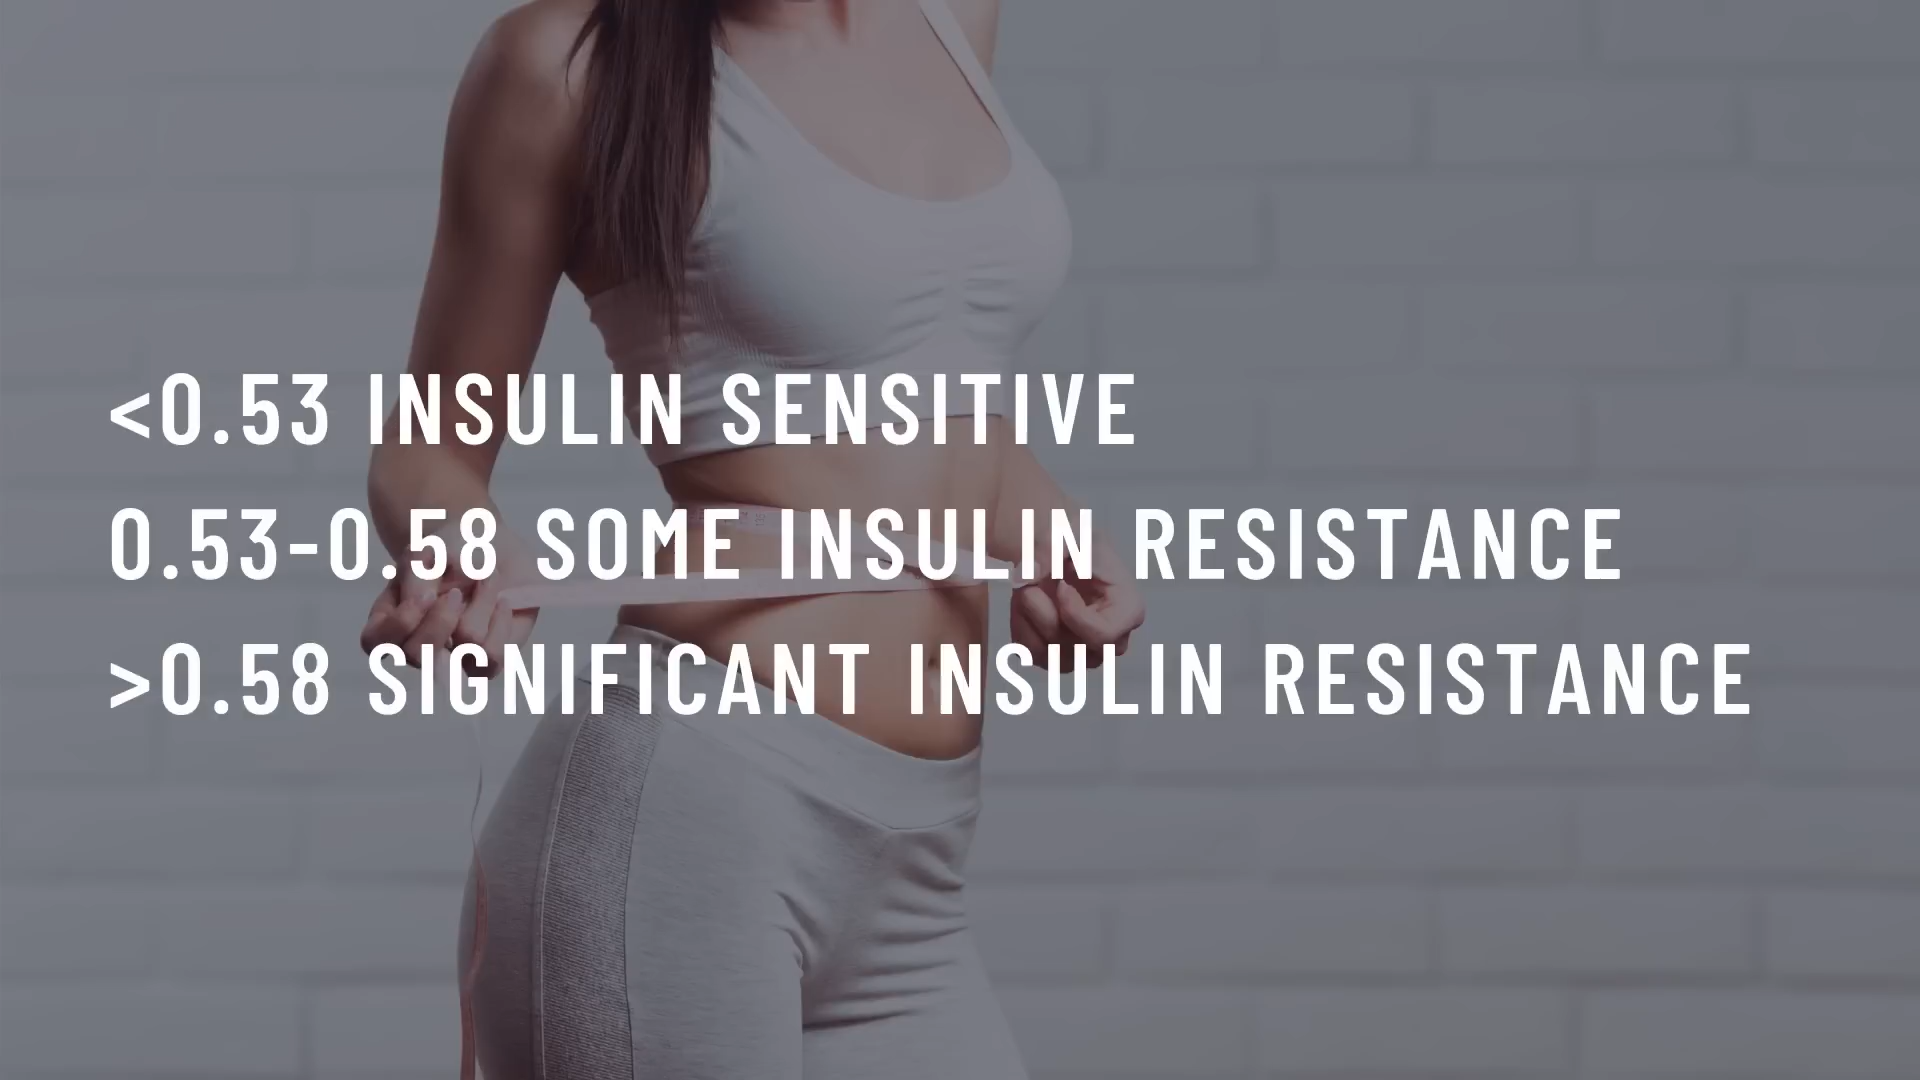 <0.53 INSULIN SENSITIVE
0.53-0.58 SOME INSULIN RESISTANCE
>0.58 SIGNIFICANT INSULIN RESISTANCE